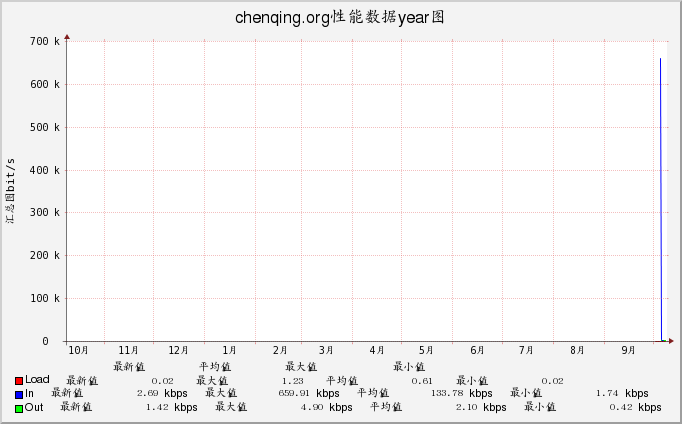 chenqing.org性能数据year图
汇总图bit/s
700 k
600 k
500 k
400 k
300 k
200 k
100 k
0
10月 11月 12月 1月 2月 3月 4月 5月 6月 7月 8月 9月
最新值 平均值 最大值 最小值
Load 最新值 0.02 最大值 1.23 平均值 0.61 最小值 0.02
In 最新值 2.69 kbps 最大值 659.91 kbps 平均值 133.78 kbps 最小值 1.74 kbps
Out 最新值 1.42 kbps 最大值 4.90 kbps 平均值 2.10 kbps 最小值 0.42 kbps